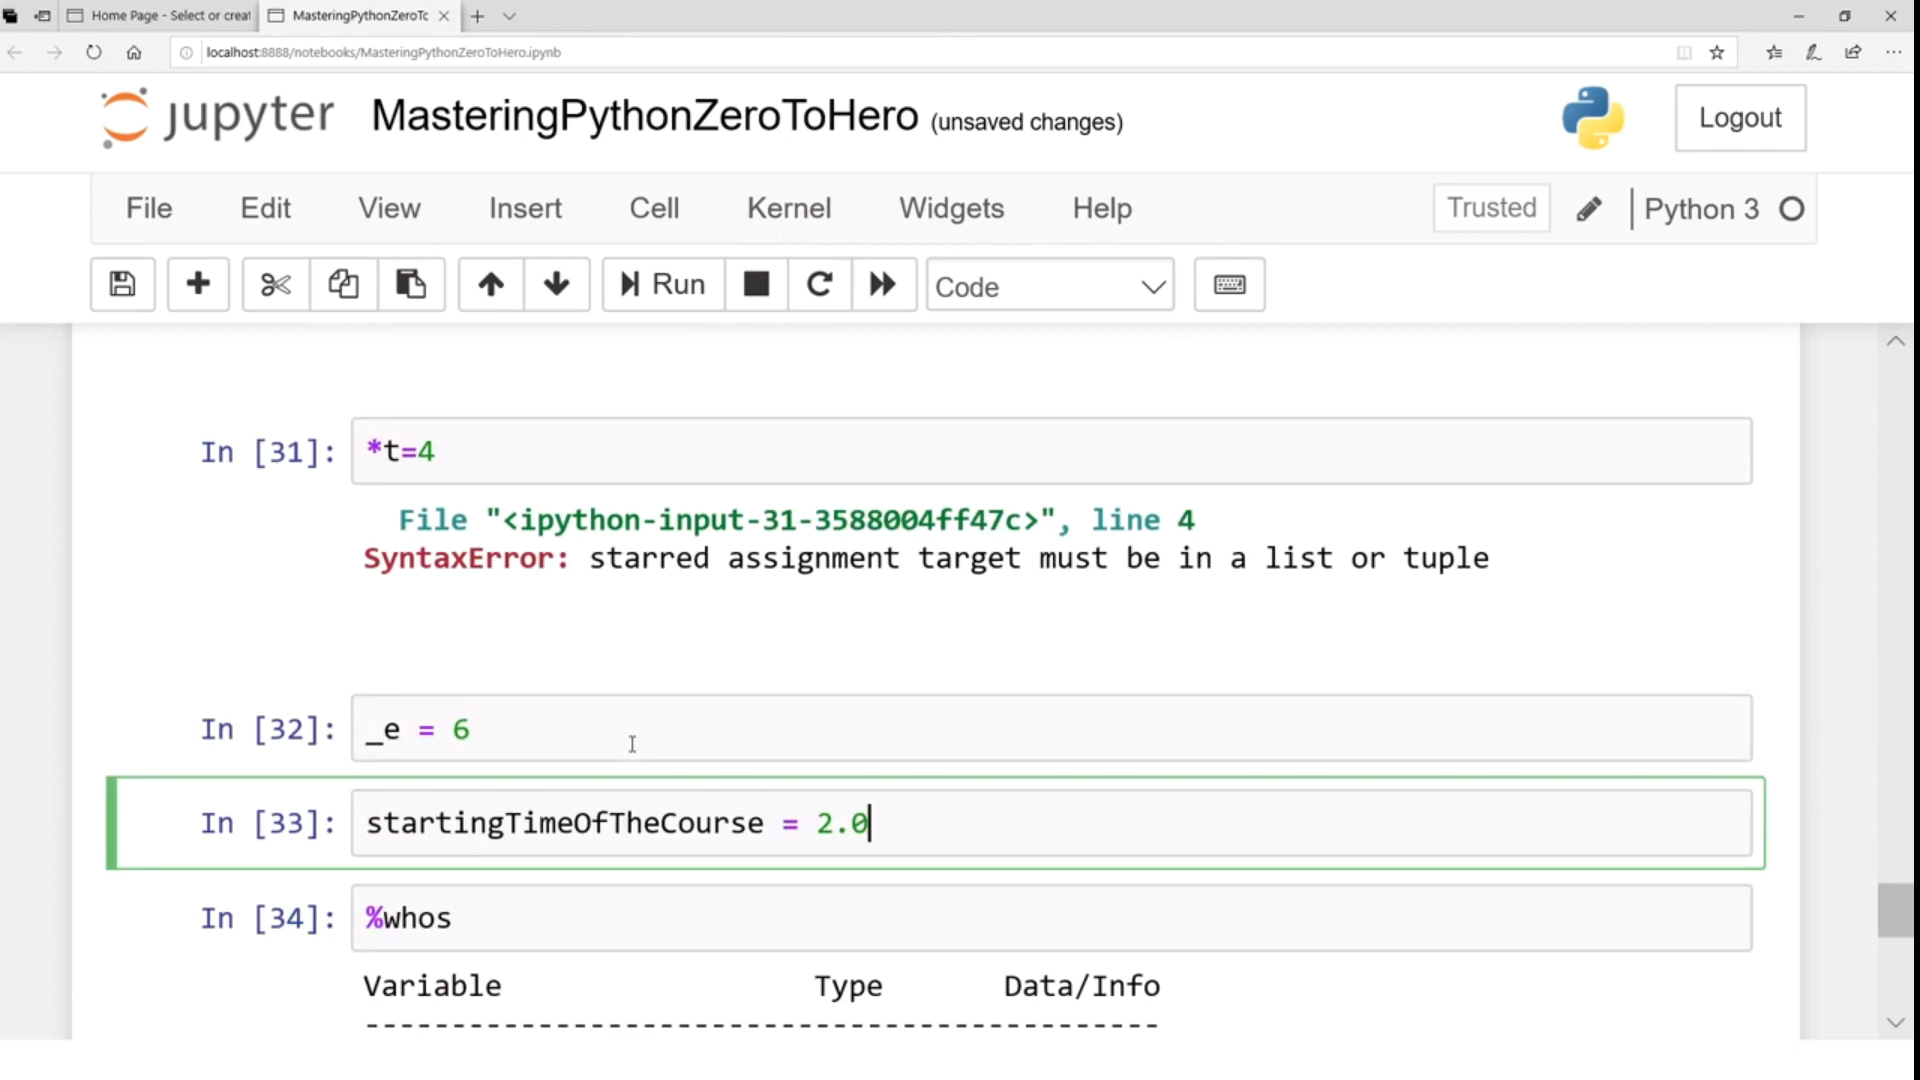 Home Page - Select or creat
MasteringPythonZeroTc
localhost:8888/notebooks/MasteringPythonZeroToHero.ipynb
jupyter MasteringPythonZeroToHero (unsaved changes)
Logout
File Edit View Insert Cell Kernel Widgets Help
Trusted
Python 3
Run
Code
In [31]: *t=4
File "<ipython-input-31-3588004ff47c>", line 4
SyntaxError: starred assignment target must be in a list or tuple
In [32]: _e = 6
In [33]: startingTimeOfTheCourse = 2.0
In [34]: %whos
Variable Type Data/Info
----------------------------------------------